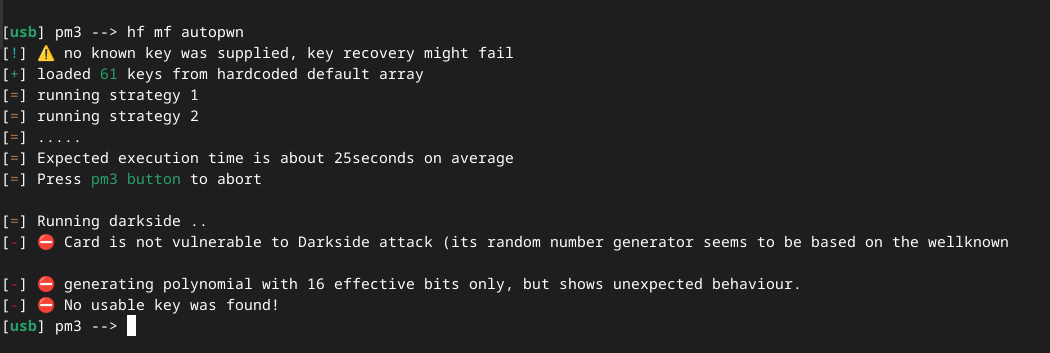 [usb] pm3 --> hf mf autopwn
[!] ⚠️ no known key was supplied, key recovery might fail
[+] loaded 61 keys from hardcoded default array
[=] running strategy 1
[=] running strategy 2
[=] .....
[=] Expected execution time is about 25seconds on average
[=] Press pm3 button to abort
[=] Running darkside ..
[-] ⛔ Card is not vulnerable to Darkside attack (its random number generator seems to be based on the wellknown
[-] ⛔ generating polynomial with 16 effective bits only, but shows unexpected behaviour.
[-] ⛔ No usable key was found!
[usb] pm3 -->